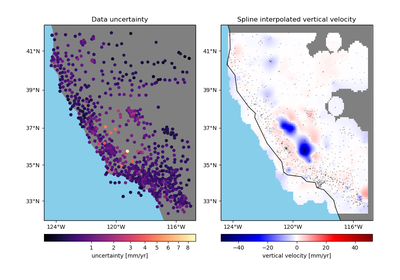 Data uncertainty
Spline interpolated vertical velocity
41°N
39°N
37°N
35°N
33°N
124°W
120°W
116°W
41°N
39°N
37°N
35°N
33°N
124°W
120°W
116°W
1 2 3 4 5 6 7 8
uncertainty [mm/yr]
−40 −20 0 20 40
vertical velocity [mm/yr]